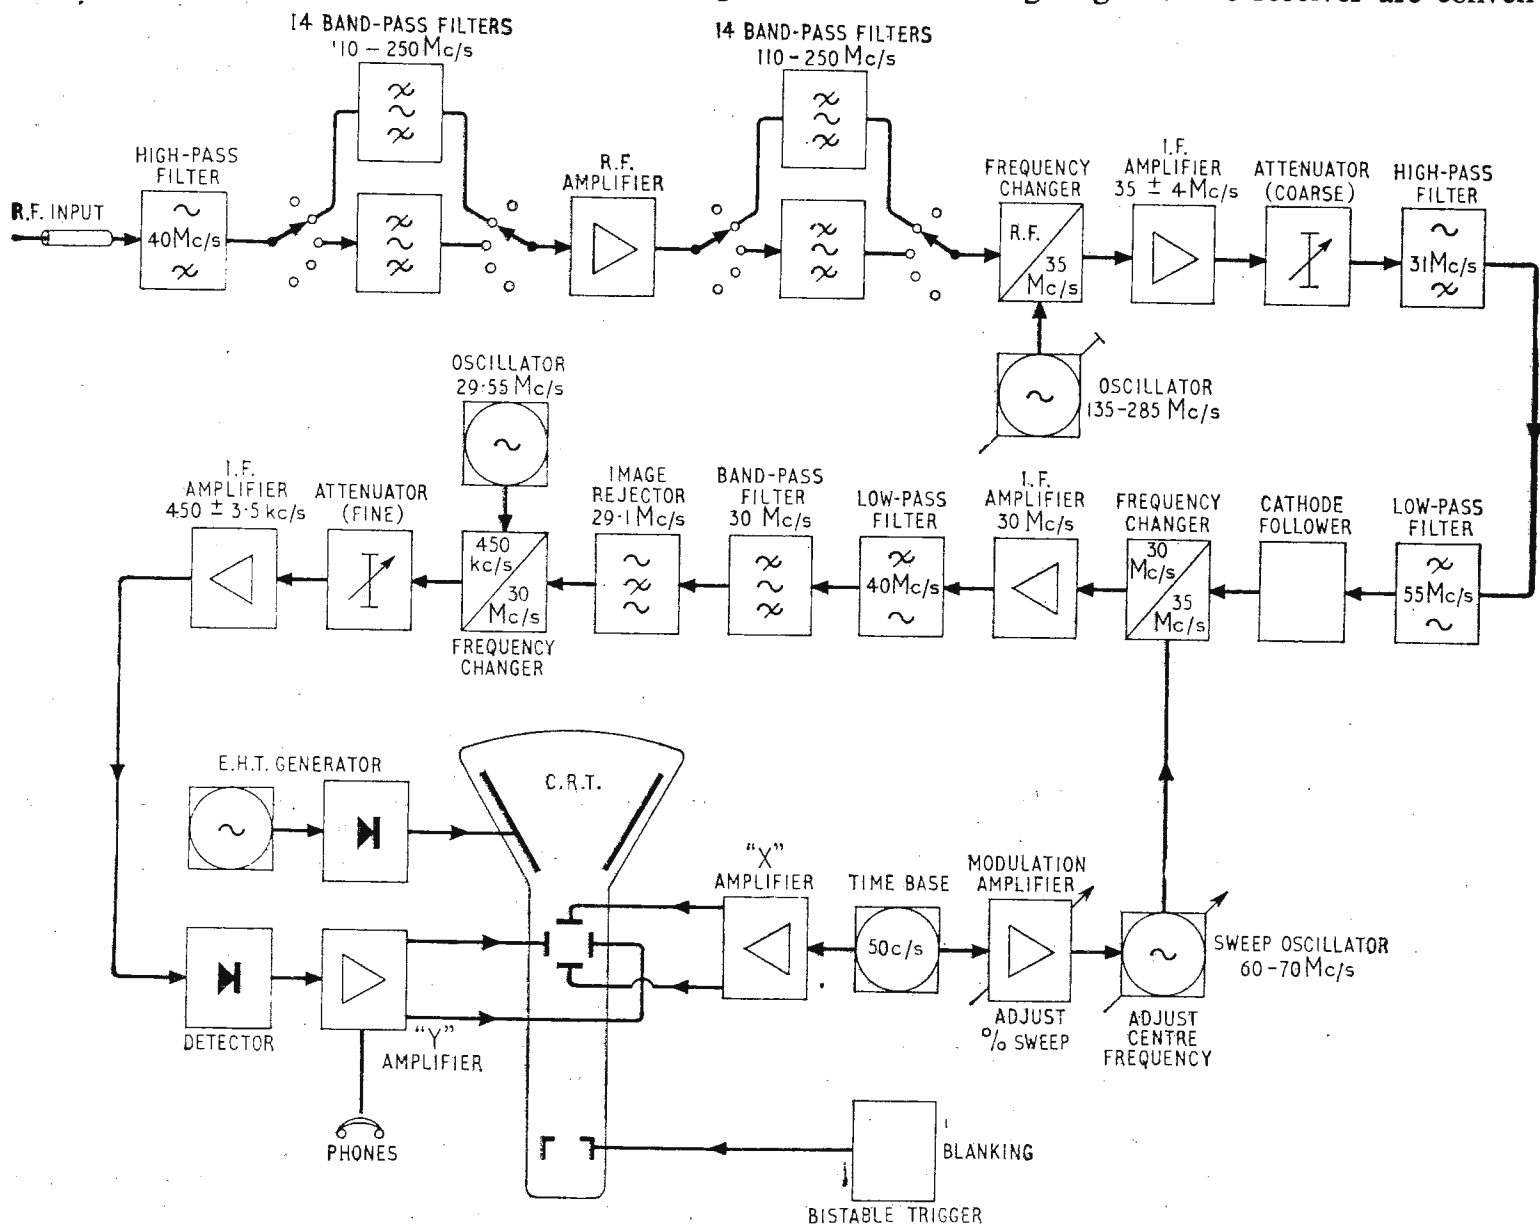 receiver are conven
14 BAND-PASS FILTERS
110 – 250 Mc/s
14 BAND-PASS FILTERS
110 – 250 Mc/s
HIGH-PASS
FILTER
R.F. INPUT
40Mc/s
R.F.
AMPLIFIER
FREQUENCY
CHANGER
R.F.
35
Mc/s
I.F.
AMPLIFIER
35 ± 4 Mc/s
ATTENUATOR
(COARSE)
HIGH-PASS
FILTER
31Mc/s
OSCILLATOR
135–285 Mc/s
OSCILLATOR
29·55 Mc/s
I.F.
AMPLIFIER
450 ± 3·5 kc/s
ATTENUATOR
(FINE)
450
kc/s
30
Mc/s
FREQUENCY
CHANGER
IMAGE
REJECTOR
29·1 Mc/s
BAND-PASS
FILTER
30 Mc/s
LOW-PASS
FILTER
40Mc/s
I.F.
AMPLIFIER
30 Mc/s
FREQUENCY
CHANGER
30
Mc/s
35
Mc/s
CATHODE
FOLLOWER
LOW-PASS
FILTER
55Mc/s
E.H.T. GENERATOR
C.R.T.
"X"
AMPLIFIER
TIME BASE
50c/s
MODULATION
AMPLIFIER
ADJUST
% SWEEP
SWEEP OSCILLATOR
60–70 Mc/s
ADJUST
CENTRE
FREQUENCY
DETECTOR
"Y"
AMPLIFIER
PHONES
BLANKING
BISTABLE TRIGGER